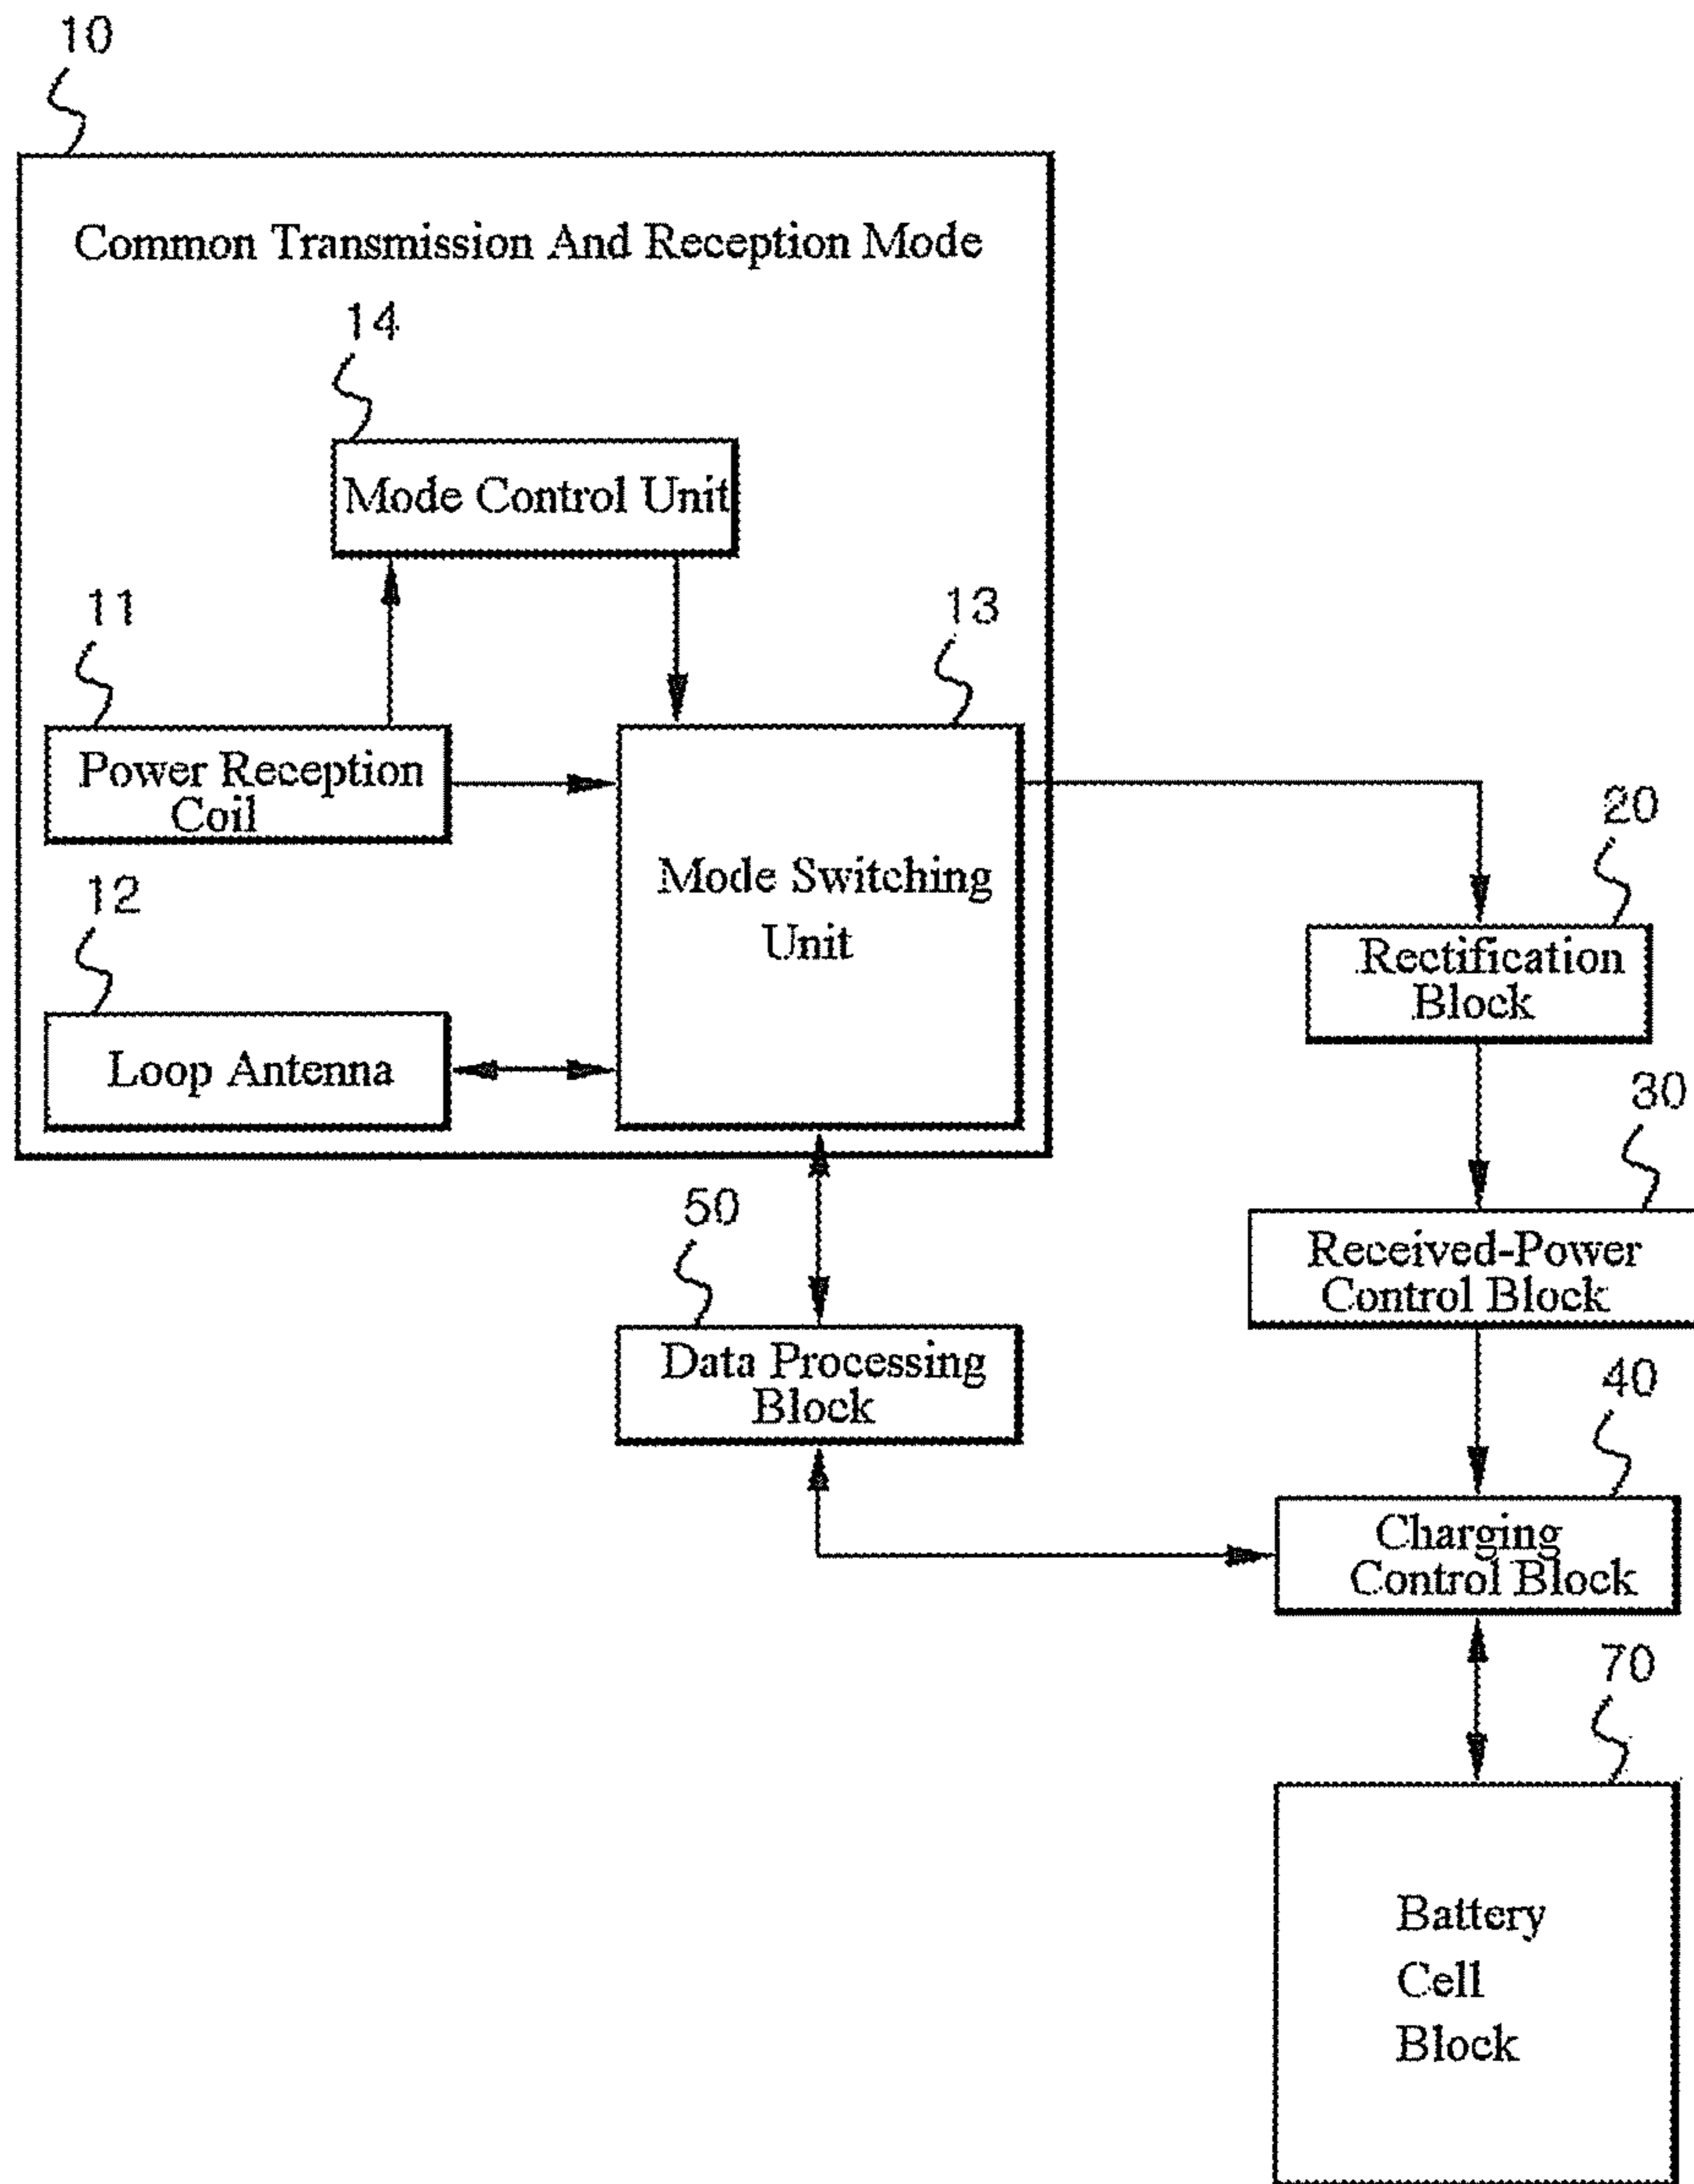 10
Common Transmission And Reception Mode
14
Mode Control Unit
11
13
Power Reception
Coil
20
12
Mode Switching
Unit
Rectification
Block
Loop Antenna
30
50
Received-Power
Control Block
Data Processing
Block
40
Charging
Control Block
70
Battery
Cell
Block